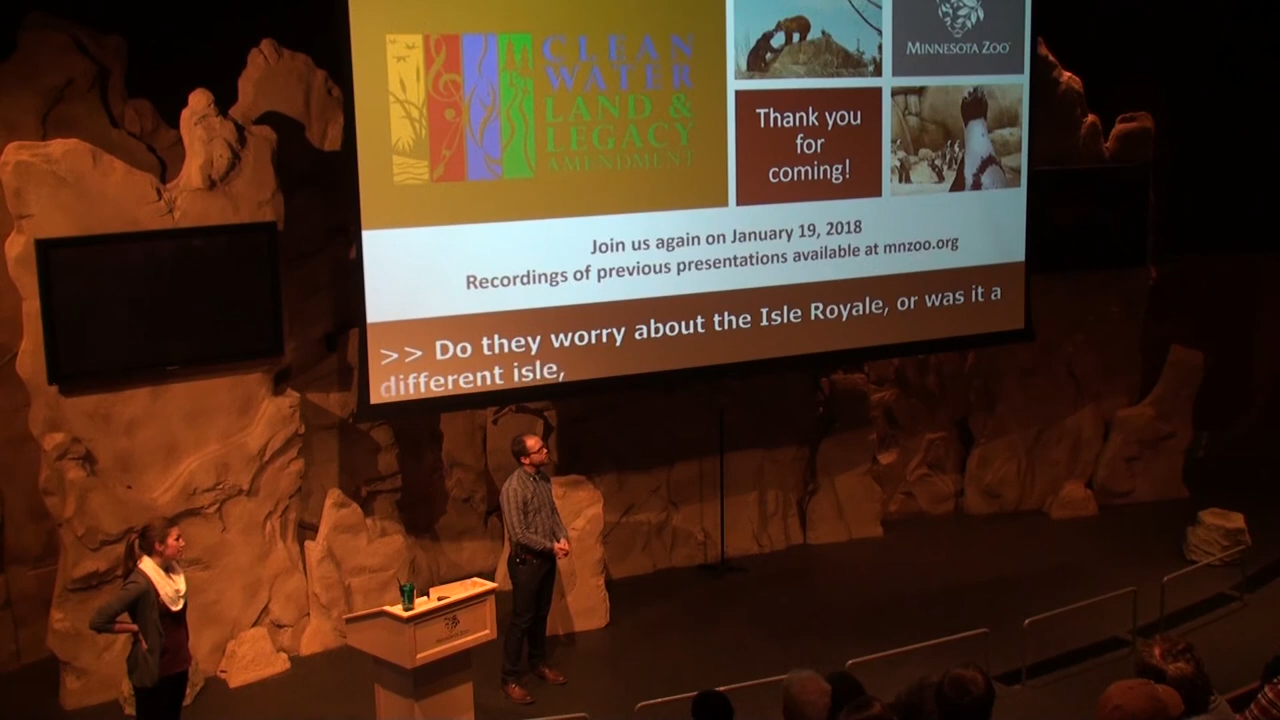 CLEAN
WATER
LAND &
LEGACY
AMENDMENT
MINNESOTA ZOO
Thank you
for
coming!
Join us again on January 19, 2018
Recordings of previous presentations available at mnzoo.org
>> Do they worry about the Isle Royale, or was it a
different isle,
MINNESOTA ZOO